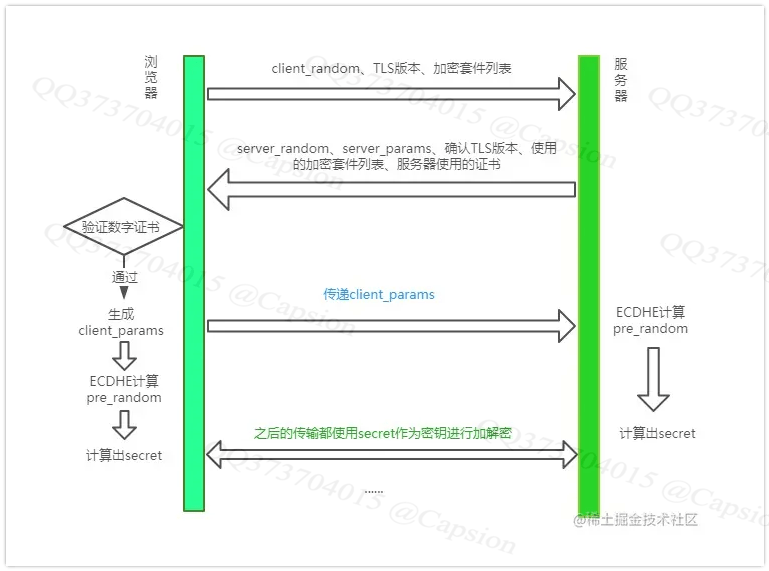 浏览器
服务器
client_random、TLS版本、加密套件列表
server_random、server_params、确认TLS版本、使用
的加密套件列表、服务器使用的证书
验证数字证书
通过
生成
client_params
ECDHE计算
pre_random
计算出secret
传递client_params
ECDHE计算
pre_random
计算出secret
之后的传输都使用secret作为密钥进行加解密
......
@稀土掘金技术社区
QQ373704015 @Capsion
QQ373704015 @Capsion
QQ373704015 @Capsion
QQ373704015
QQ37370